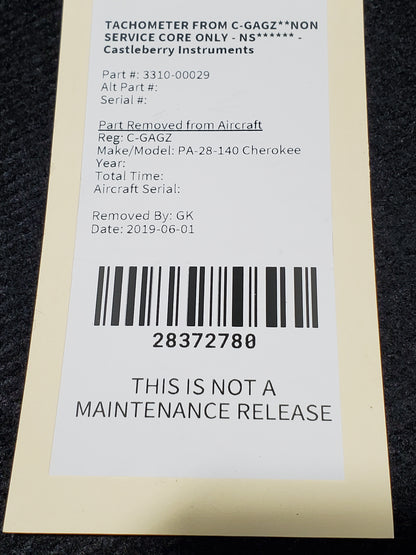 TACHOMETER FROM C-GAGZ**NON
SERVICE CORE ONLY - NS****** -
Castleberry Instruments
Part #: 3310-00029
Alt Part #:
Serial #:
Part Removed from Aircraft
Reg: C-GAGZ
Make/Model: PA-28-140 Cherokee
Year:
Total Time:
Aircraft Serial:
Removed By: GK
Date: 2019-06-01
28372780
THIS IS NOT A
MAINTENANCE RELEASE